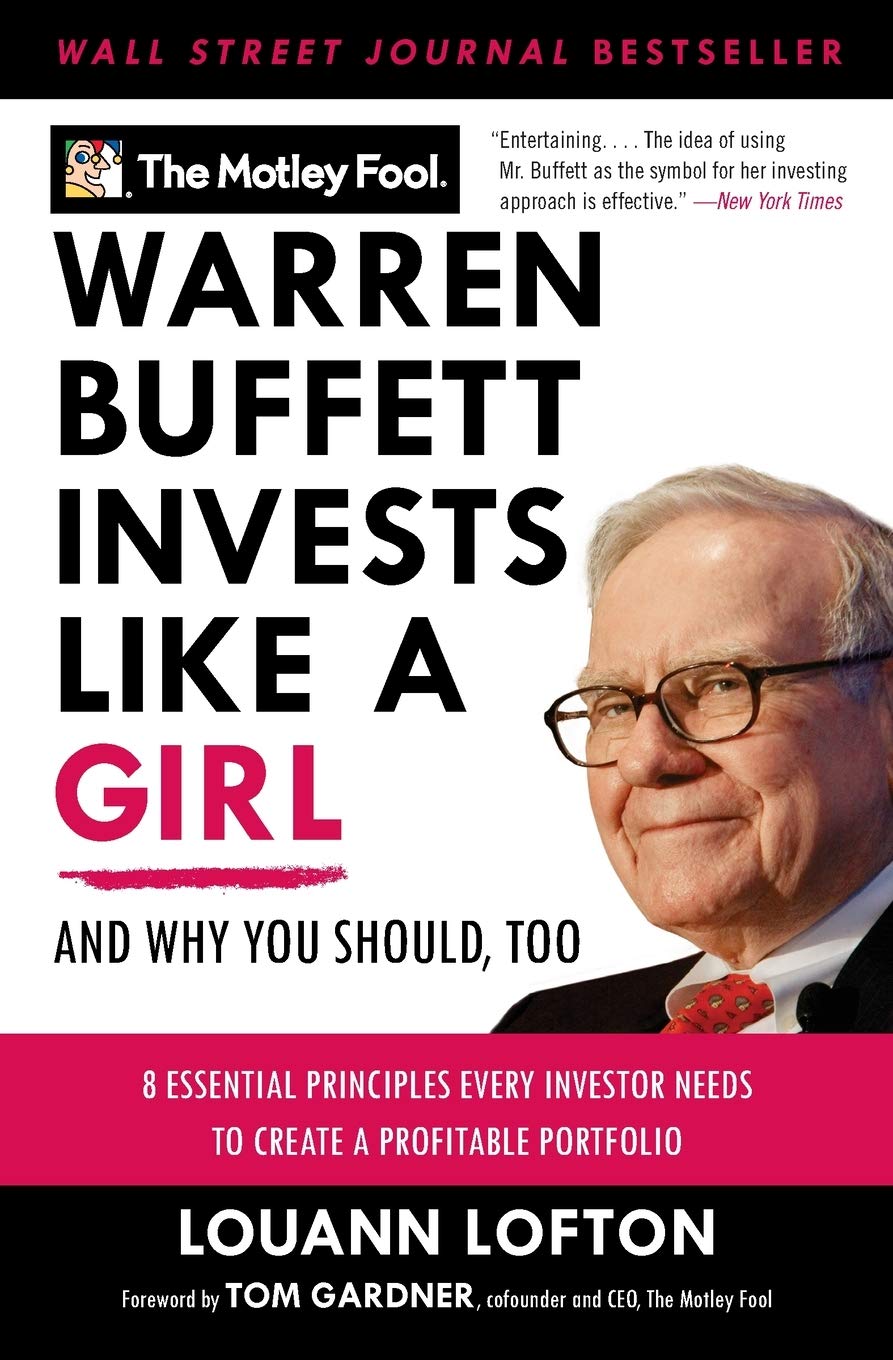 WALL STREET JOURNAL BESTSELLER
The Motley Fool.
“Entertaining. . . . The idea of using
Mr. Buffett as the symbol for her investing
approach is effective.” —New York Times
WARREN
BUFFETT
INVESTS
LIKE A
GIRL
AND WHY YOU SHOULD, TOO
8 ESSENTIAL PRINCIPLES EVERY INVESTOR NEEDS
TO CREATE A PROFITABLE PORTFOLIO
LOUANN LOFTON
Foreword by TOM GARDNER, cofounder and CEO, The Motley Fool